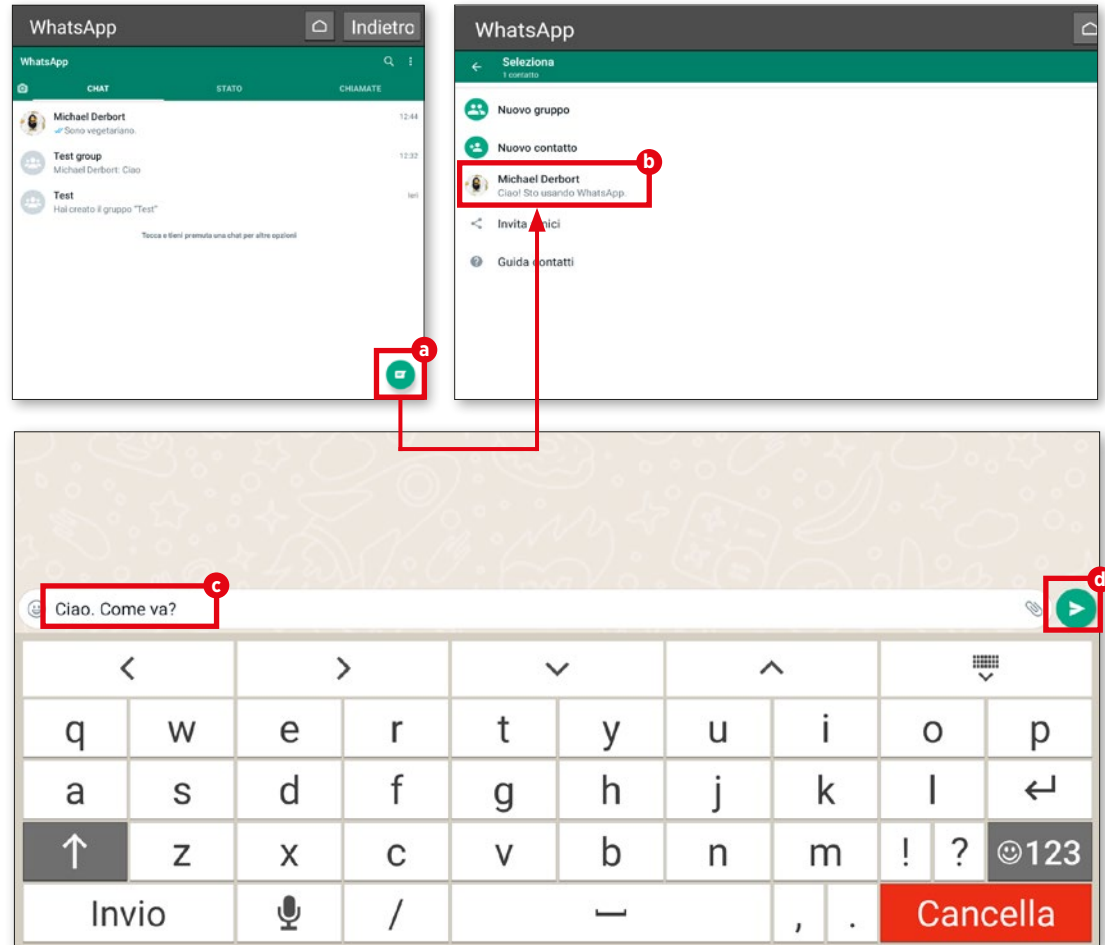 WhatsApp
Indietro
WhatsApp
CHAT
STATO
CHIAMATE
Michael Derbort
12:44
Sono vegetariano.
Test group
12:32
Michael Derbort: Ciao
Test
Ieri
Hai creato il gruppo "Test"
Tocca e tieni premuta una chat per altre opzioni
a
WhatsApp
Seleziona
1 contatto
Nuovo gruppo
Nuovo contatto
b
Michael Derbort
Ciao! Sto usando WhatsApp.
Invita amici
Guida contatti
c
d
Ciao. Come va?
q w e r t y u i o p
a s d f g h j k l
z x c v b n m ! ? 123
Invio / , . Cancella